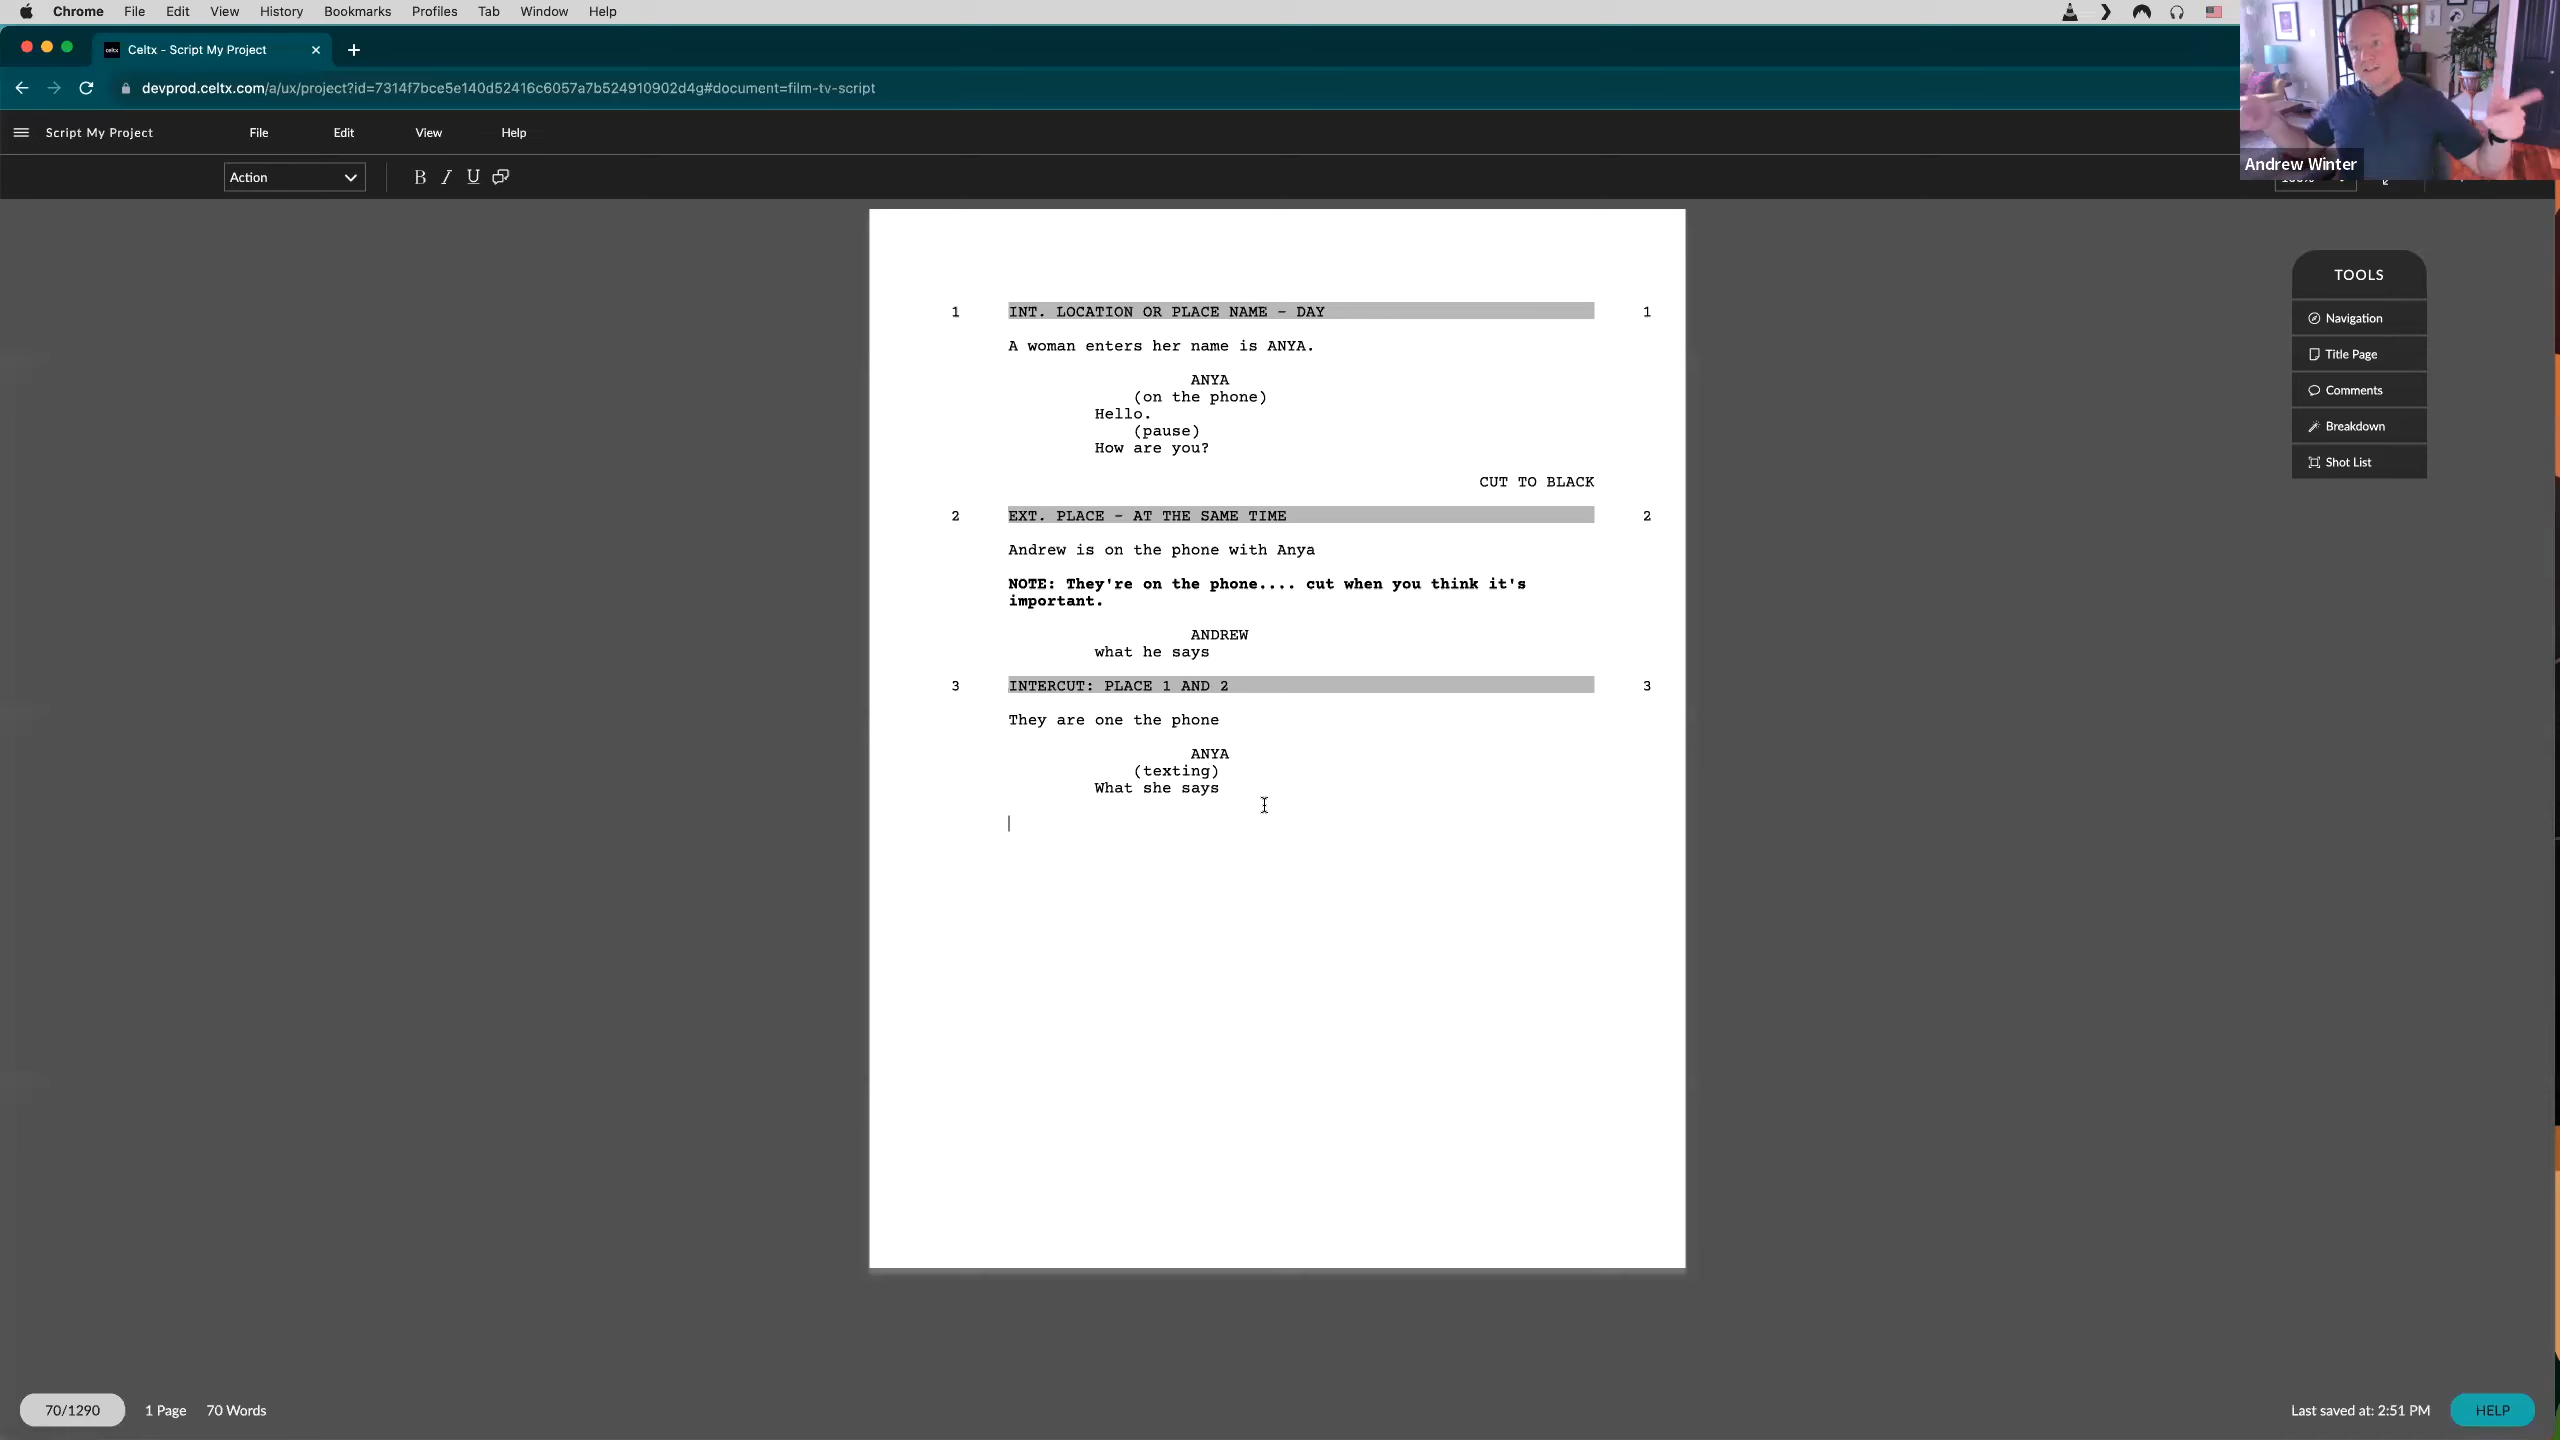 Chrome File Edit View History Bookmarks Profiles Tab Window Help
celtx Celtx - Script My Project
devprod.celtx.com/a/ux/project?id=7314f7bce5e140d52416c6057a7b524910902d4g#document=film-tv-script
Script My Project File Edit View Help
Andrew Winter
Action B I U
TOOLS
Navigation
Title Page
Comments
Breakdown
Shot List
1 INT. LOCATION OR PLACE NAME - DAY 1
A woman enters her name is ANYA.
ANYA
(on the phone)
Hello.
(pause)
How are you?
CUT TO BLACK
2 EXT. PLACE - AT THE SAME TIME 2
Andrew is on the phone with Anya
NOTE: They're on the phone.... cut when you think it's
important.
ANDREW
what he says
3 INTERCUT: PLACE 1 AND 2 3
They are one the phone
ANYA
(texting)
What she says
70/1290 1 Page 70 Words Last saved at: 2:51 PM HELP